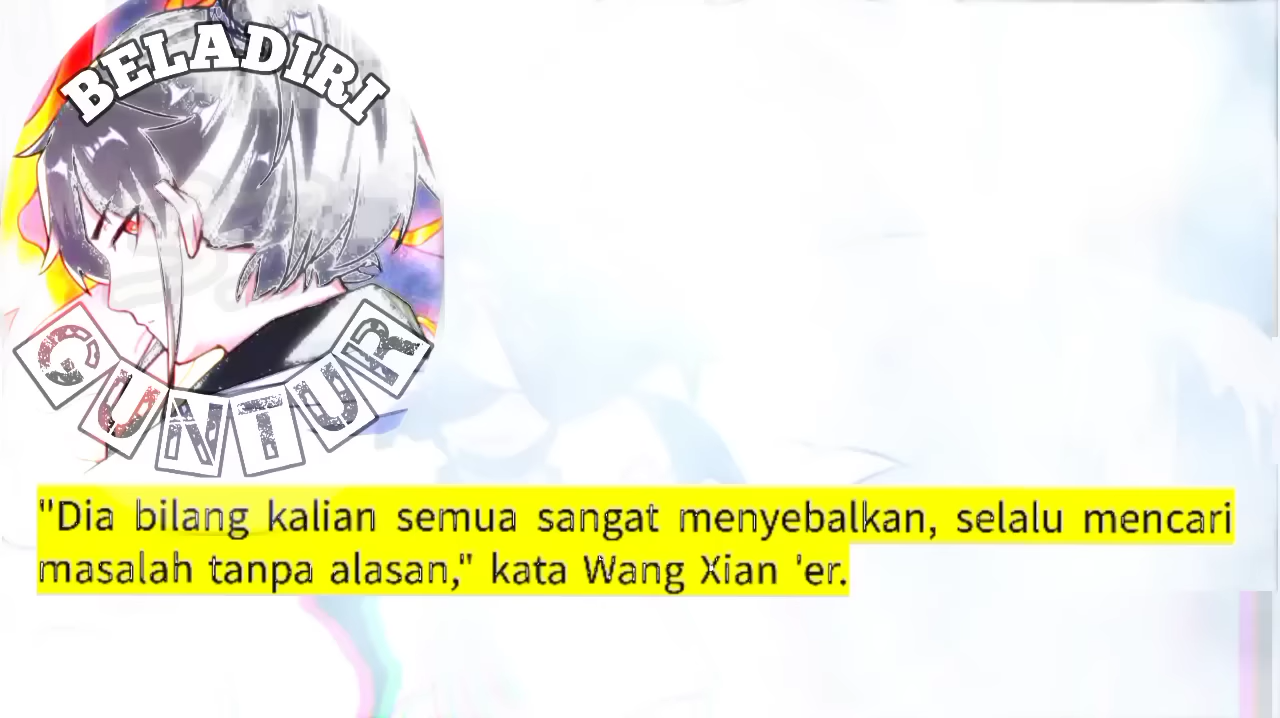 BELADIRI
GUNTUR
"Dia bilang kalian semua sangat menyebalkan, selalu mencari
masalah tanpa alasan," kata Wang Xian 'er.